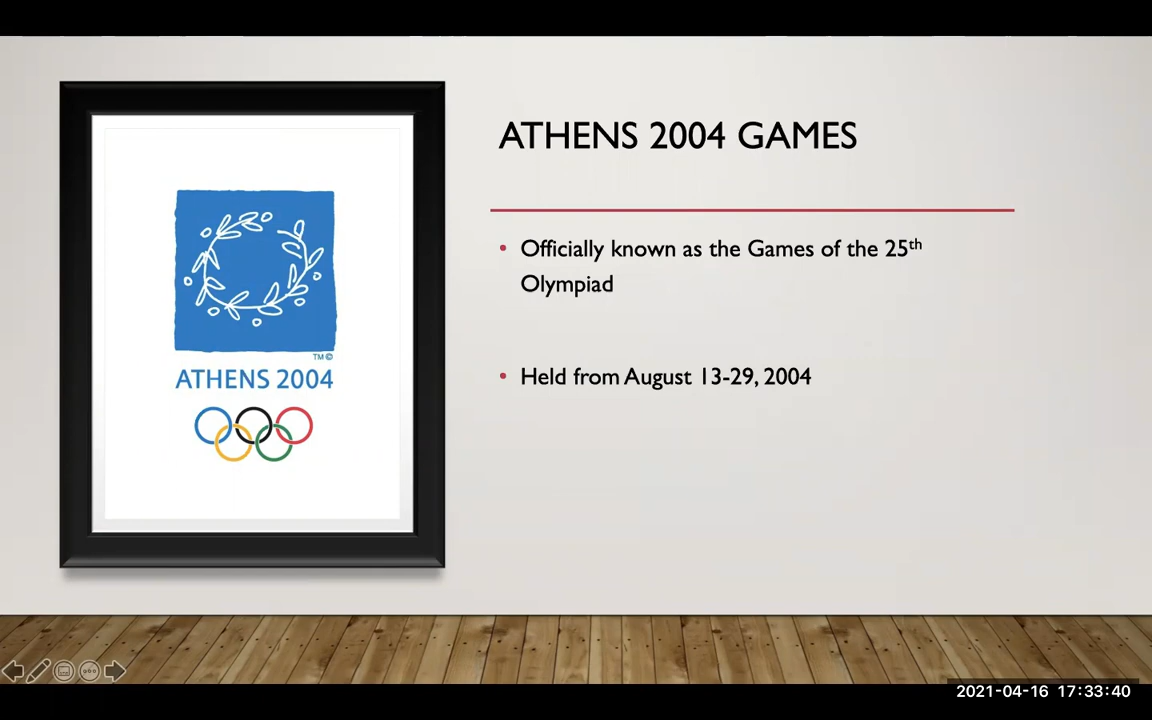 ATHENS 2004 GAMES
Officially known as the Games of the 25th
Olympiad
Held from August 13-29, 2004
TM ©
ATHENS 2004
2021-04-16 17:33:40